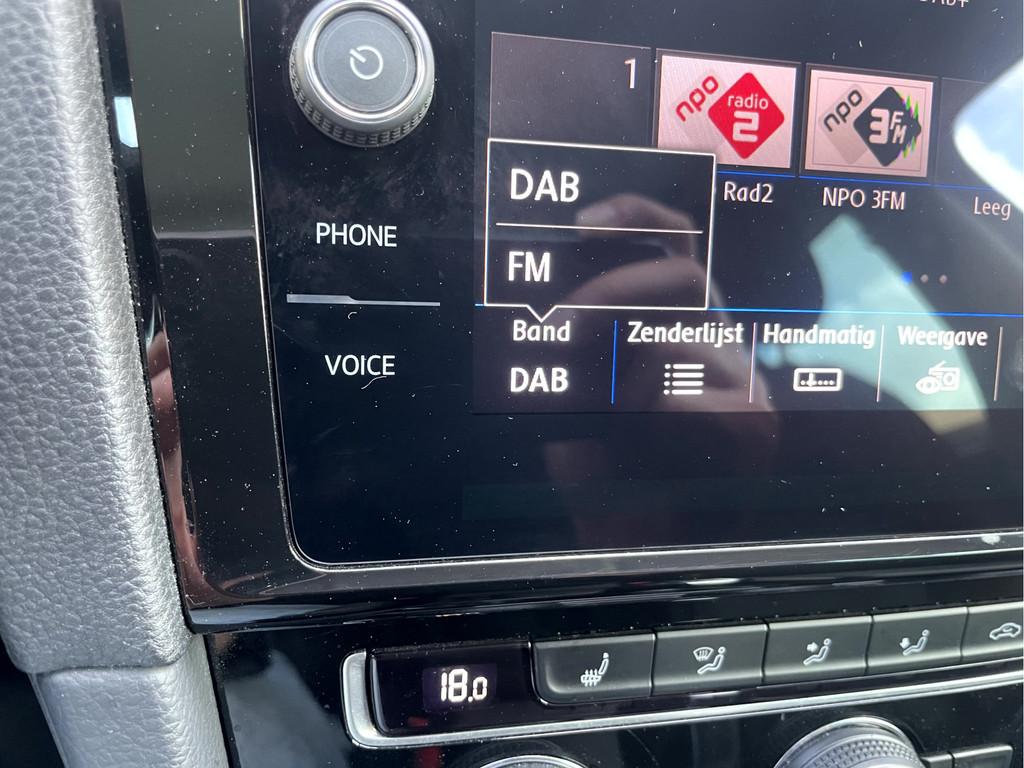 DAB+
1
npo radio 2
npo 3FM
DAB
Rad2
NPO 3FM
Leeg
PHONE
FM
Band
Zenderlijst
Handmatig
Weergave
VOICE
DAB
18.0